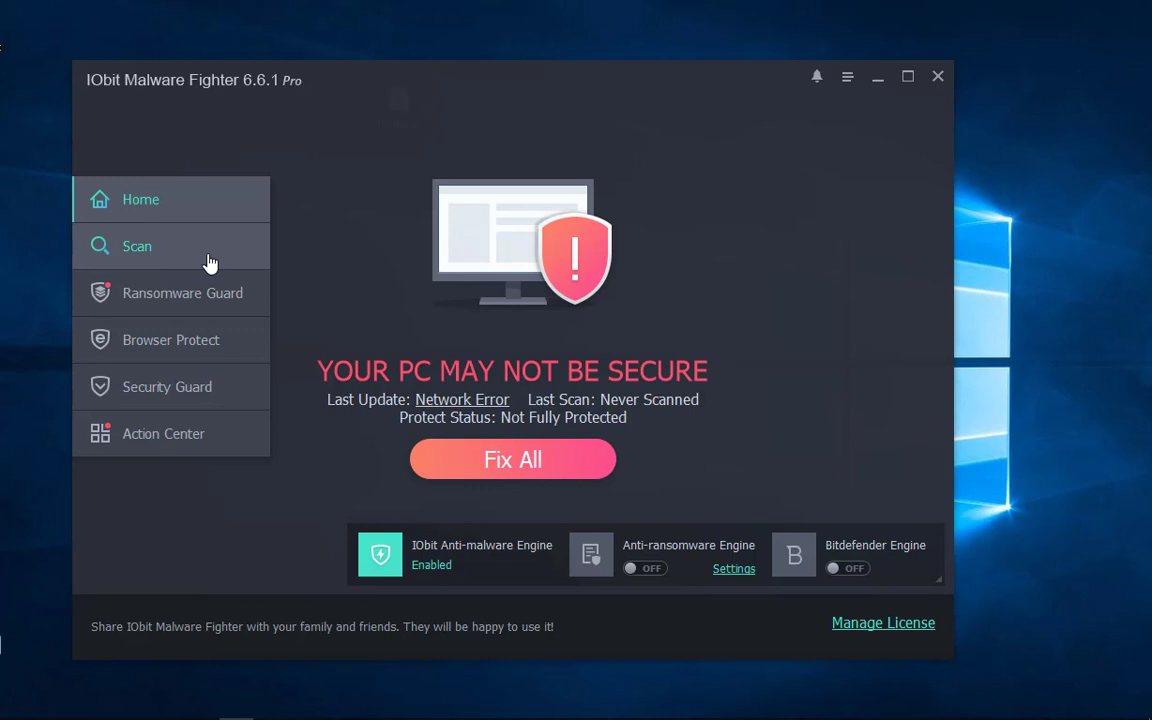 IObit Malware Fighter 6.6.1 Pro
Home
Scan
Ransomware Guard
Browser Protect
Security Guard
Action Center
YOUR PC MAY NOT BE SECURE
Last Update: Network Error Last Scan: Never Scanned
Protect Status: Not Fully Protected
Fix All
IObit Anti-malware Engine
Enabled
Anti-ransomware Engine
OFF Settings
Bitdefender Engine
OFF
Share IObit Malware Fighter with your family and friends. They will be happy to use it!
Manage License